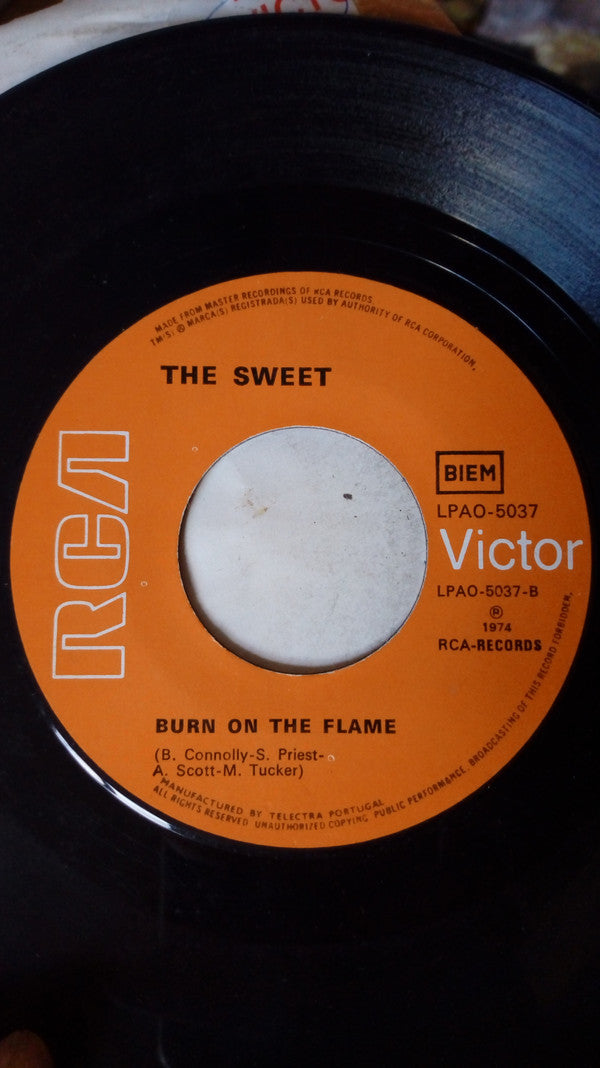 MADE FROM MASTER RECORDINGS OF RCA RECORDS
TM'S; ® MARCA(S) REGISTRADA(S) USED BY AUTHORITY OF RCA CORPORATION,
THE SWEET
RCA
BIEM
LPAO-5037
Victor
LPAO-5037-B
℗
1974
RCA-RECORDS
BURN ON THE FLAME
(B. Connolly-S. Priest-
A. Scott-M. Tucker)
MANUFACTURED BY TELECTRA PORTUGAL
ALL RIGHTS RESERVED UNAUTHORIZED COPYING PUBLIC PERFORMANCE, BROADCASTING OF THIS RECORD FORBIDDEN,